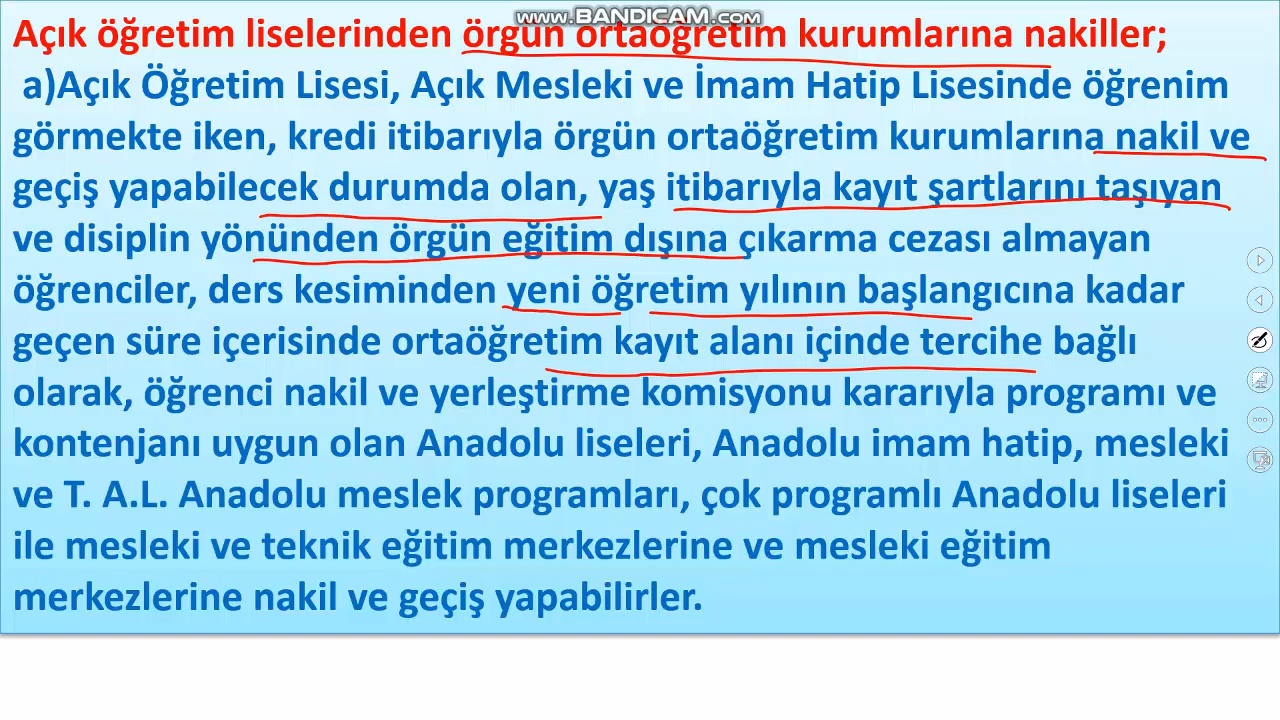 www.BANDICAM.com
Açık öğretim liselerinden örgün ortaöğretim kurumlarına nakiller;
a)Açık Öğretim Lisesi, Açık Mesleki ve İmam Hatip Lisesinde öğrenim
görmekte iken, kredi itibarıyla örgün ortaöğretim kurumlarına nakil ve
geçiş yapabilecek durumda olan, yaş itibarıyla kayıt şartlarını taşıyan
ve disiplin yönünden örgün eğitim dışına çıkarma cezası almayan
öğrenciler, ders kesiminden yeni öğretim yılının başlangıcına kadar
geçen süre içerisinde ortaöğretim kayıt alanı içinde tercihe bağlı
olarak, öğrenci nakil ve yerleştirme komisyonu kararıyla programı ve
kontenjanı uygun olan Anadolu liseleri, Anadolu imam hatip, mesleki
ve T. A.L. Anadolu meslek programları, çok programlı Anadolu liseleri
ile mesleki ve teknik eğitim merkezlerine ve mesleki eğitim
merkezlerine nakil ve geçiş yapabilirler.